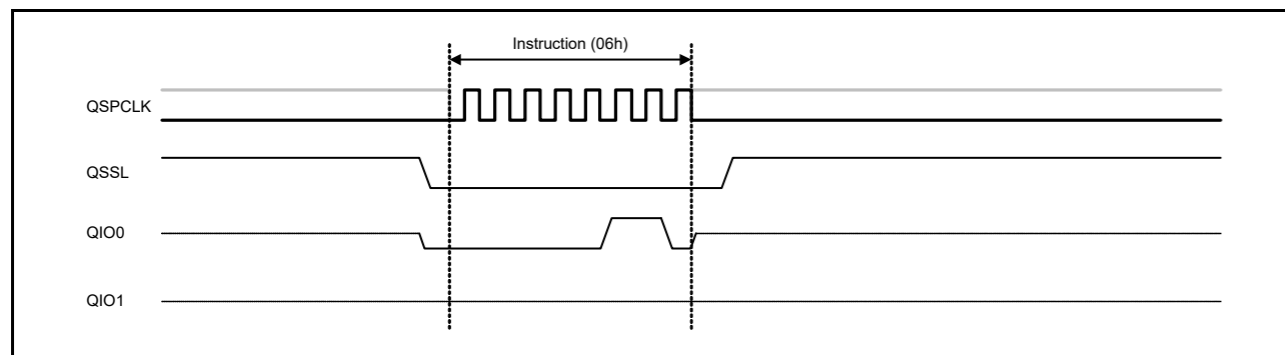 Instruction (06h)
QSPCLK
QSSL
QIO0
QIO1